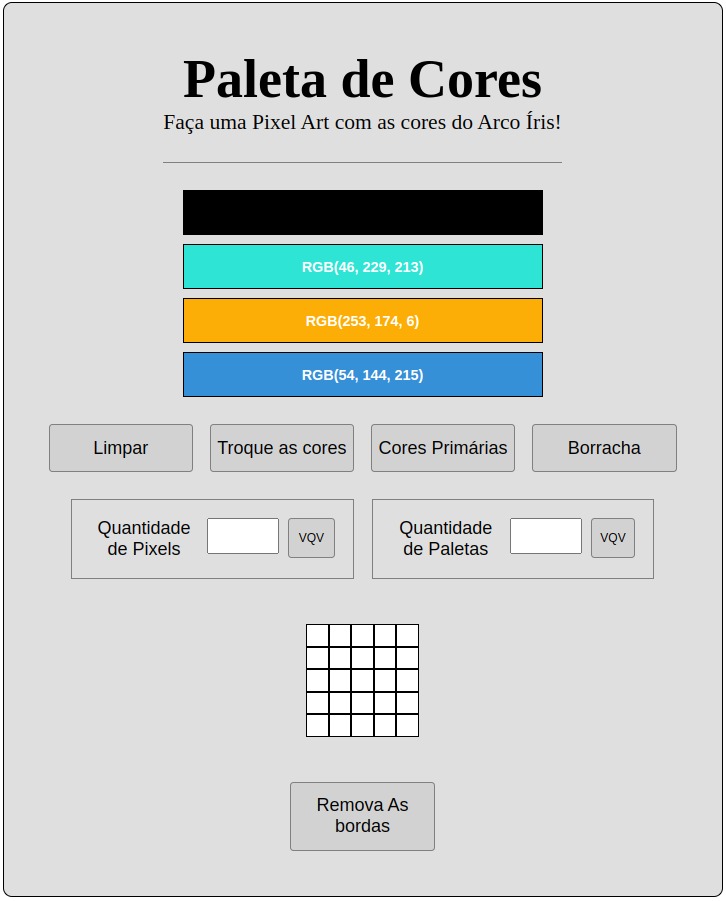 Paleta de Cores
Faça uma Pixel Art com as cores do Arco Íris!
RGB(46, 229, 213)
RGB(253, 174, 6)
RGB(54, 144, 215)
Limpar
Troque as cores
Cores Primárias
Borracha
Quantidade
de Pixels
VQV
Quantidade
de Paletas
VQV
Remova As
bordas